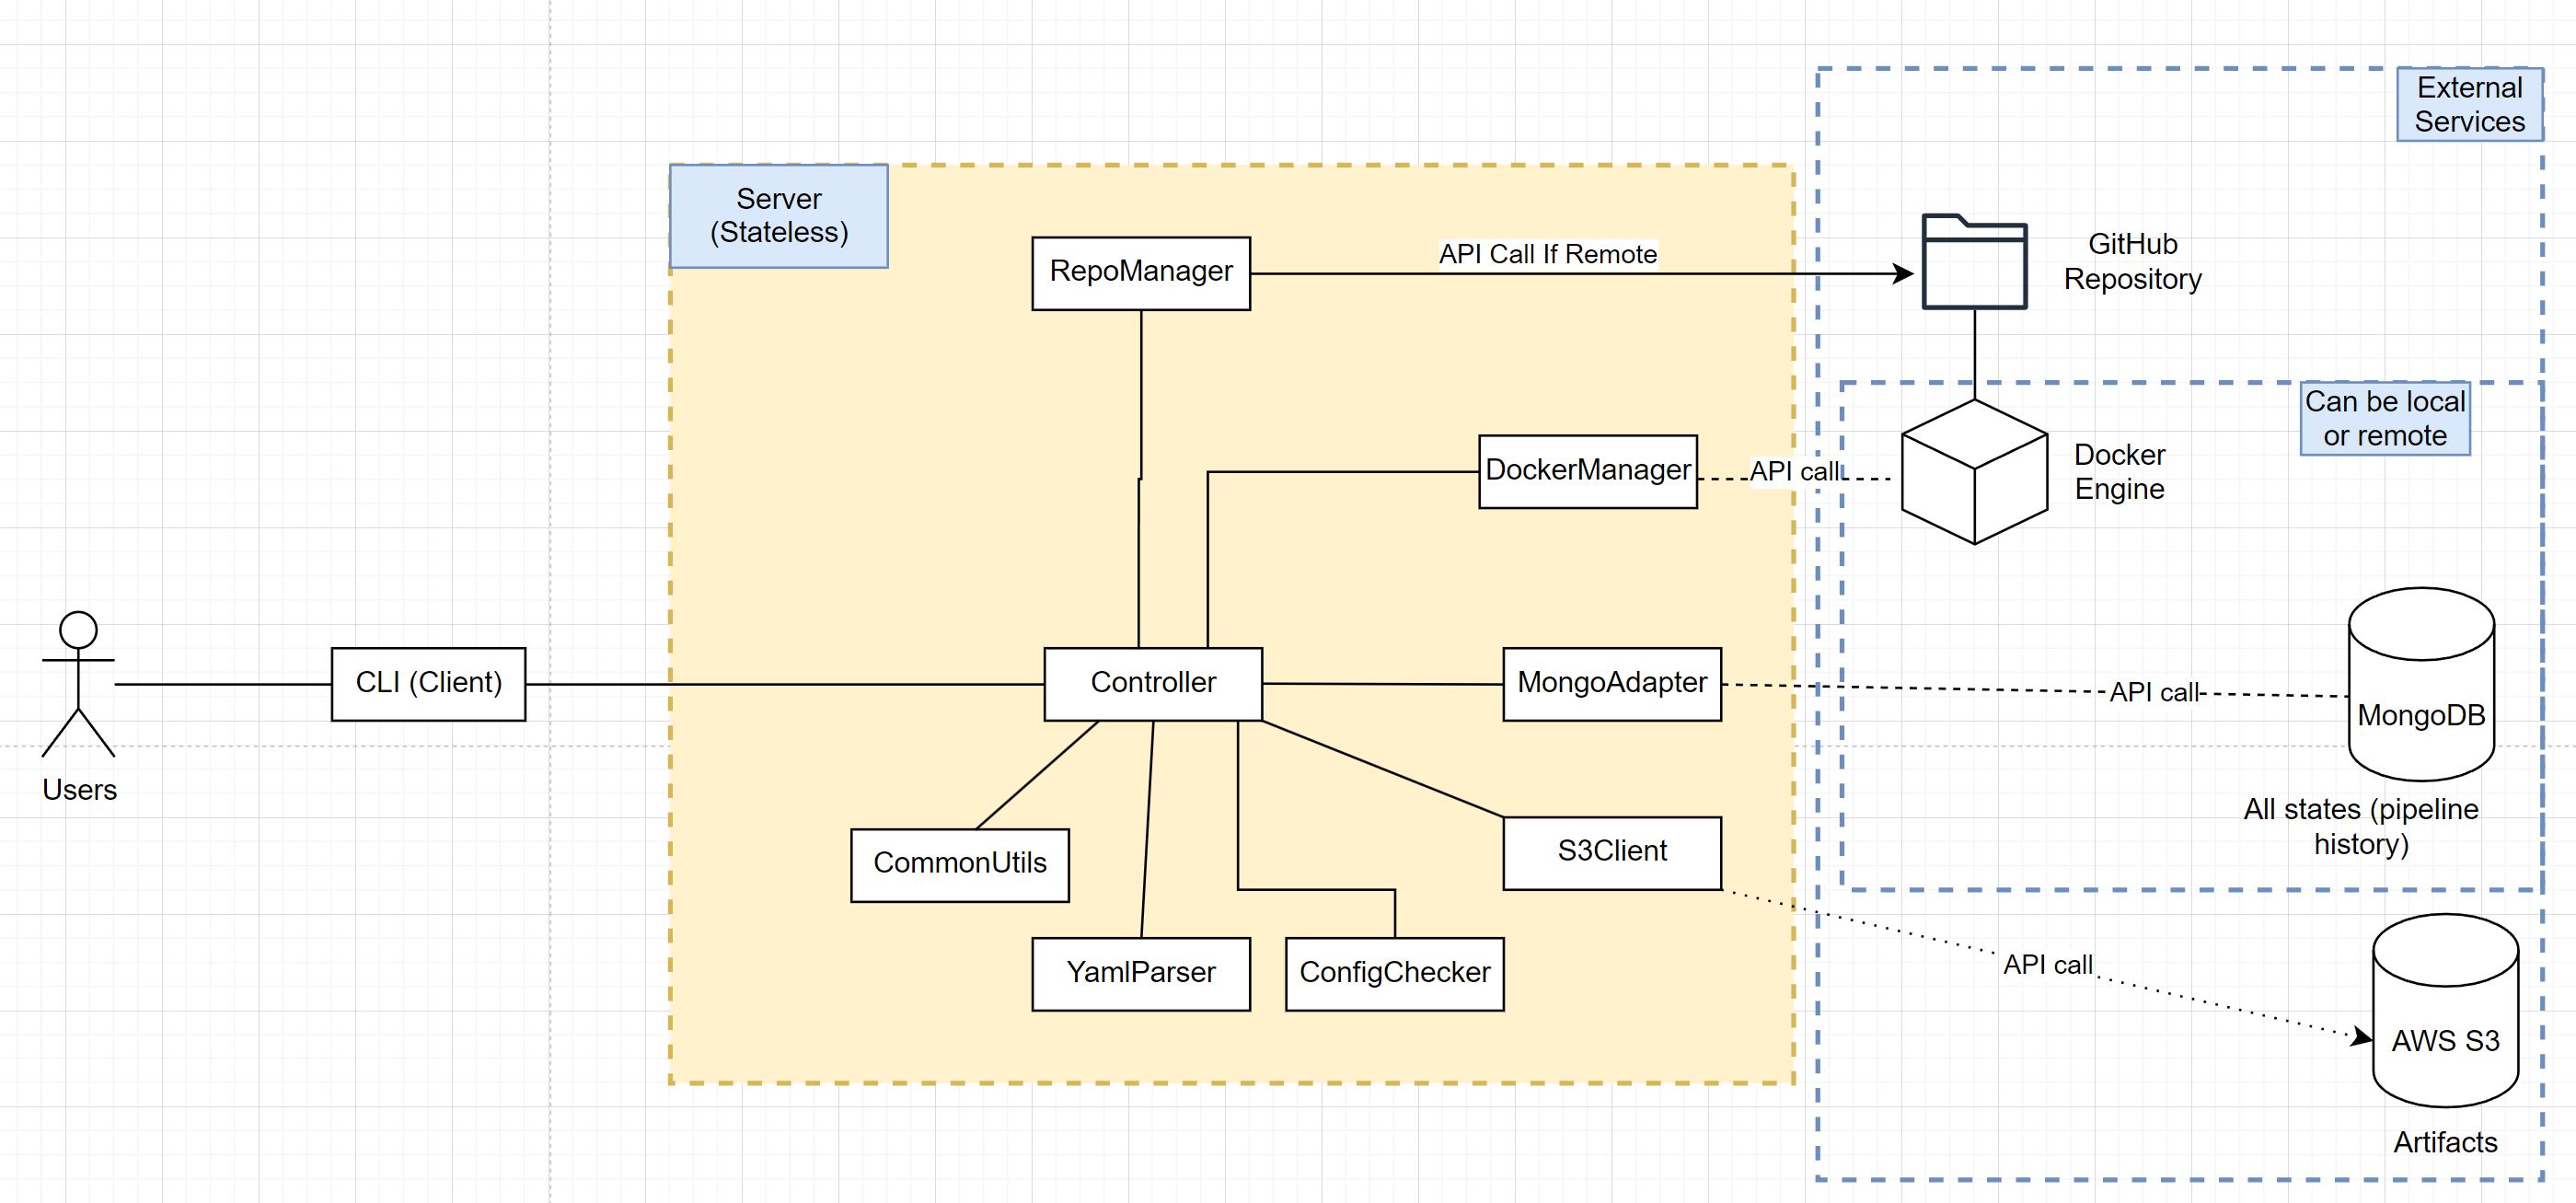 External
Services
Server
(Stateless)
RepoManager
API Call If Remote
GitHub
Repository
Can be local
or remote
DockerManager
API call
Docker
Engine
Users
CLI (Client)
Controller
MongoAdapter
API call
MongoDB
All states (pipeline
history)
CommonUtils
S3Client
YamlParser
ConfigChecker
API call
AWS S3
Artifacts